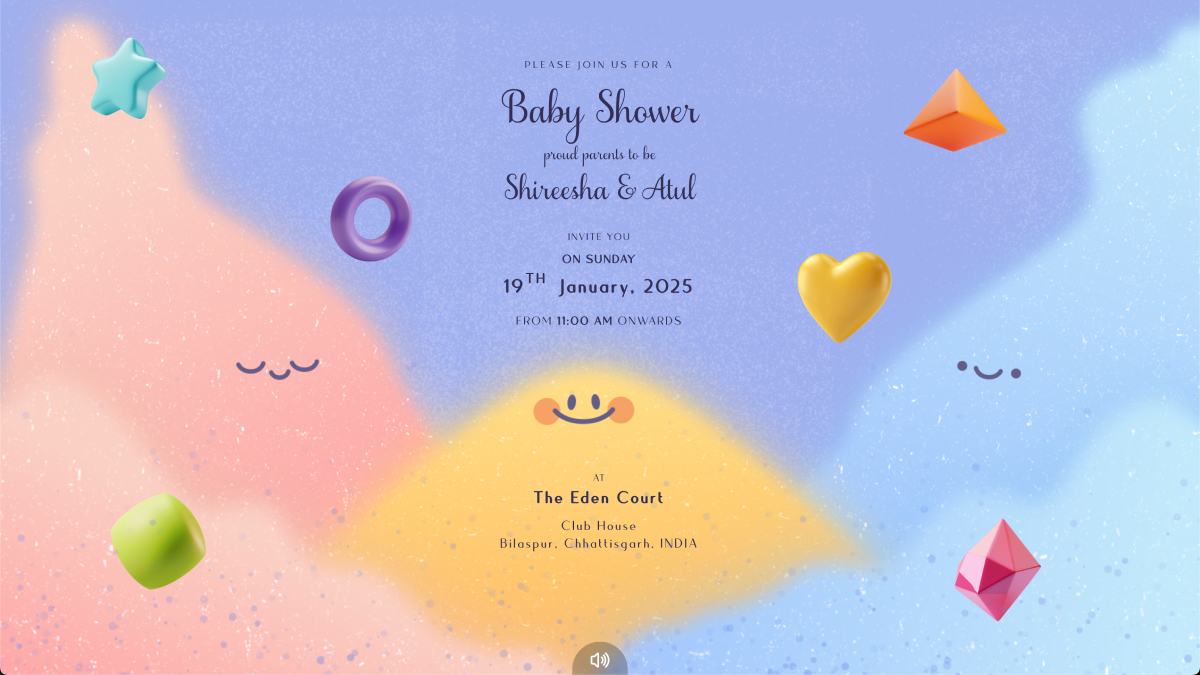 PLEASE JOIN US FOR A
Baby Shower
proud parents to be
Shireesha & Atul
INVITE YOU
ON SUNDAY
19TH January, 2025
FROM 11:00 AM ONWARDS
AT
The Eden Court
Club House
Bilaspur, Chhattisgarh, INDIA